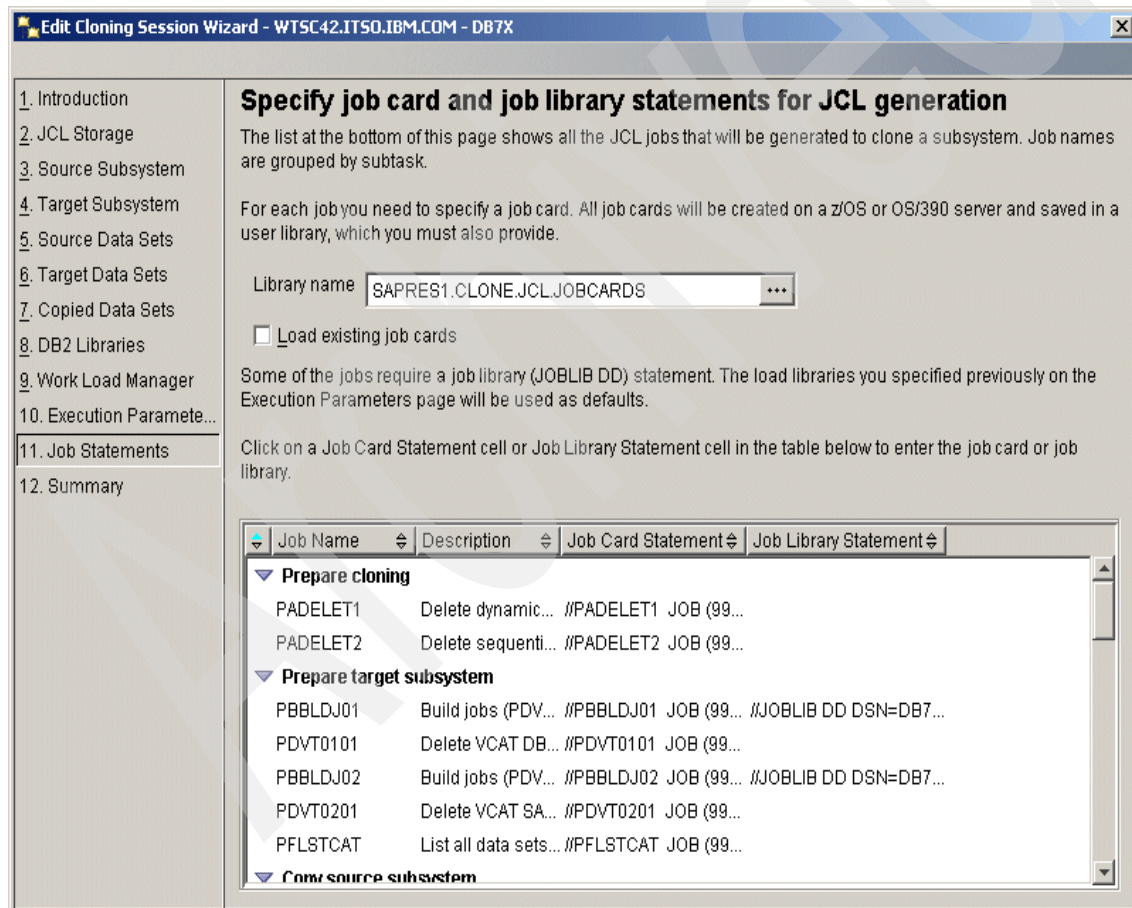 Edit Cloning Session Wizard - WTSC42.ITSO.IBM.COM - DB7X
1. Introduction
2. JCL Storage
3. Source Subsystem
4. Target Subsystem
5. Source Data Sets
6. Target Data Sets
7. Copied Data Sets
8. DB2 Libraries
9. Work Load Manager
10. Execution Paramete...
11. Job Statements
12. Summary
Specify job card and job library statements for JCL generation
The list at the bottom of this page shows all the JCL jobs that will be generated to clone a subsystem. Job names
are grouped by subtask.
For each job you need to specify a job card. All job cards will be created on a z/OS or OS/390 server and saved in a
user library, which you must also provide.
Library name SAPRES1.CLONE.JCL.JOBCARDS ...
Load existing job cards
Some of the jobs require a job library (JOBLIB DD) statement. The load libraries you specified previously on the
Execution Parameters page will be used as defaults.
Click on a Job Card Statement cell or Job Library Statement cell in the table below to enter the job card or job
library.
Job Name Description Job Card Statement Job Library Statement
Prepare cloning
PADELET1 Delete dynamic... //PADELET1 JOB (99...
PADELET2 Delete sequenti... //PADELET2 JOB (99...
Prepare target subsystem
PBBLDJ01 Build jobs (PDV... //PBBLDJ01 JOB (99... //JOBLIB DD DSN=DB7...
PDVT0101 Delete VCAT DB... //PDVT0101 JOB (99...
PBBLDJ02 Build jobs (PDV... //PBBLDJ02 JOB (99... //JOBLIB DD DSN=DB7...
PDVT0201 Delete VCAT SA... //PDVT0201 JOB (99...
PFLSTCAT List all data sets... //PFLSTCAT JOB (99...
Copy source subsystem